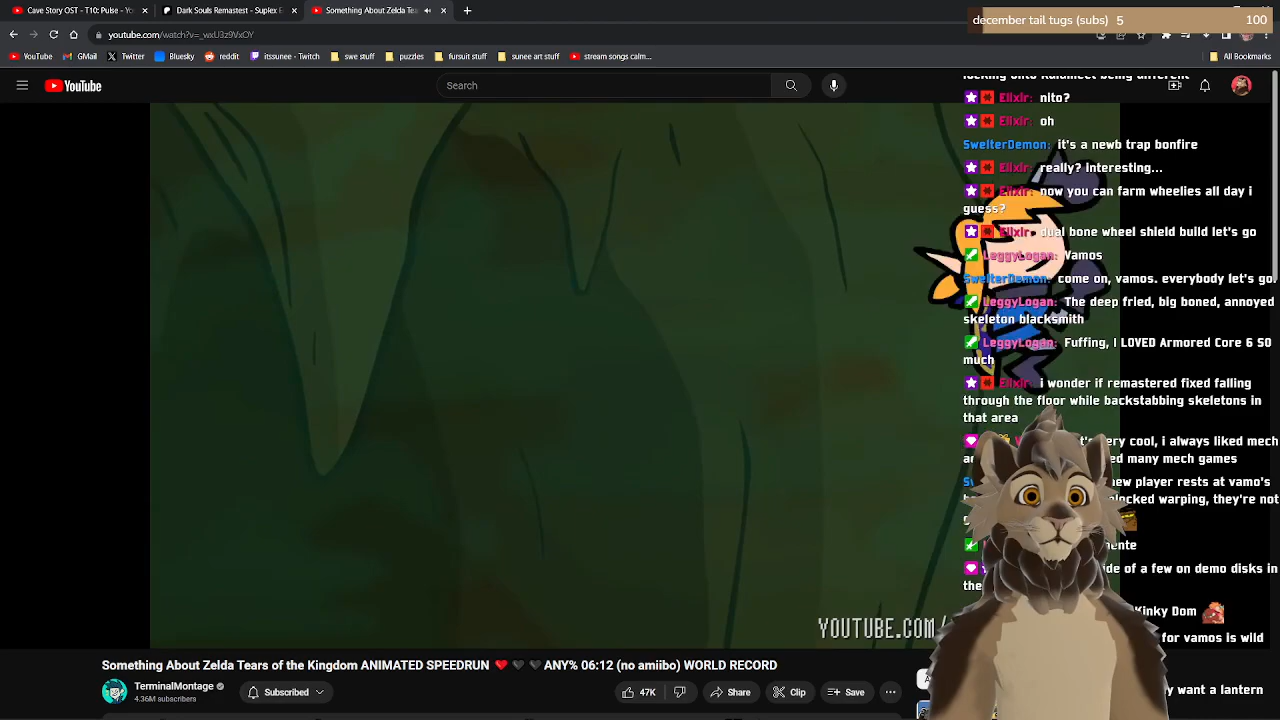 Cave Story OST - T10: Pulse - Yo
Dark Souls Remastest - Suplex E
Something About Zelda Tears
december tail tugs (subs) 5 100
youtube.com/watch?v=_wxU3z9VxOY
YouTube
GMail
Twitter
Bluesky
reddit
itssunee - Twitch
swe stuff
puzzles
fursuit stuff
sunee art stuff
stream songs calm...
All Bookmarks
YouTube
Search
Elixir: nito?
Elixir: oh
SwelterDemon: it's a newb trap bonfire
Elixir: really? interesting...
Elixir: now you can farm wheelies all day i
guess?
Elixir: dual bone wheel shield build let's go
LeggyLogan: Vamos
SwelterDemon: come on, vamos. everybody let's go.
LeggyLogan: The deep fried, big boned, annoyed
skeleton blacksmith
LeggyLogan: Fuffing, I LOVED Armored Core 6 SO
much
Elixir: i wonder if remastered fixed falling
through the floor while backstabbing skeletons in
that area
very cool, i always liked mech
many mech games
new player rests at vamo's
warping, they're not
of a few on demo disks in
the
Kinky Dom
for vamos is wild
want a lantern
YOUTUBE.COM/
Something About Zelda Tears of the Kingdom ANIMATED SPEEDRUN ❤️🖤🖤 ANY% 06:12 (no amiibo) WORLD RECORD
TerminalMontage
4.36M subscribers
Subscribed
47K
Share
Clip
Save